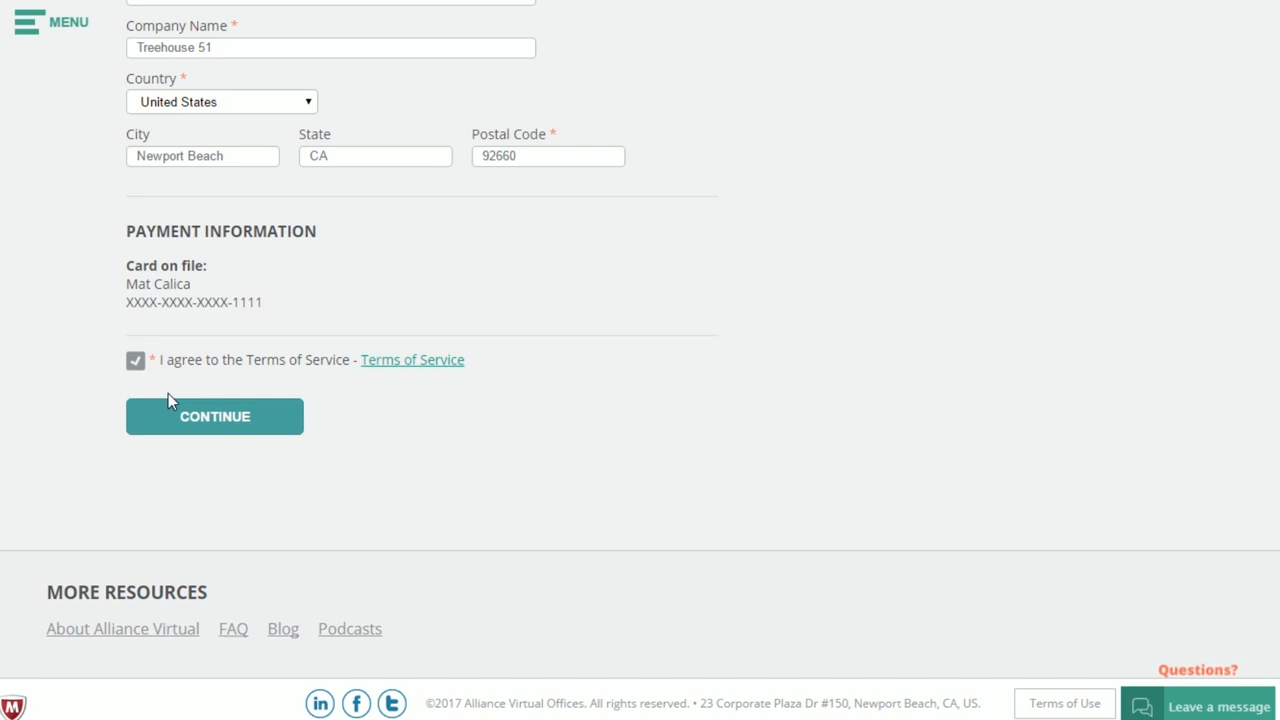 MENU
Company Name *
Treehouse 51
Country *
United States
City State Postal Code *
Newport Beach CA 92660
PAYMENT INFORMATION
Card on file:
Mat Calica
XXXX-XXXX-XXXX-1111
* I agree to the Terms of Service - Terms of Service
CONTINUE
MORE RESOURCES
About Alliance Virtual FAQ Blog Podcasts
Questions?
©2017 Alliance Virtual Offices. All rights reserved. • 23 Corporate Plaza Dr #150, Newport Beach, CA, US. Terms of Use Leave a message